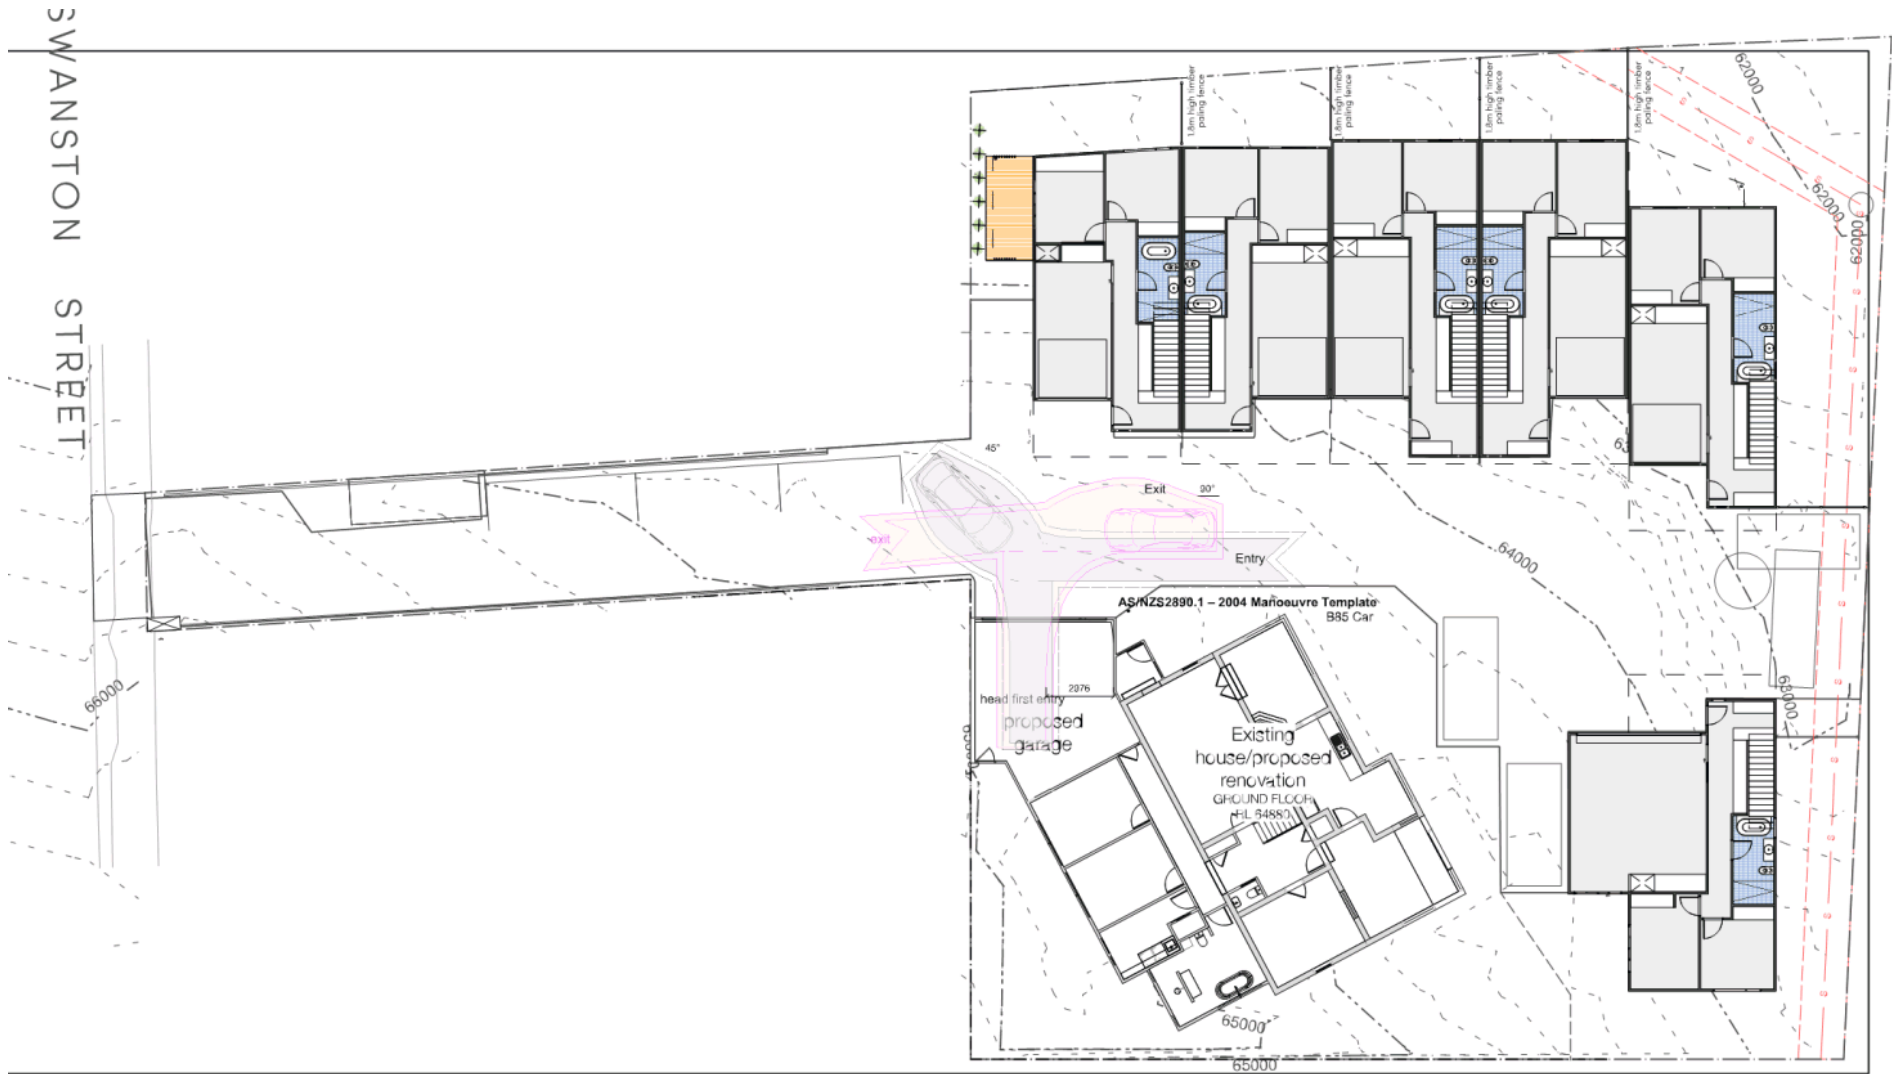 SWANSTON STREET
1.8m high timber
paling fence
1.8m high timber
paling fence
1.8m high timber
paling fence
1.8m high timber
paling fence
62000
62000
62000
45°
Exit
90°
exit
Entry
64000
AS/NZS2890.1 – 2004 Manoeuvre Template
B85 Car
66000
2976
head first entry
proposed
garage
Existing
house/proposed
renovation
GROUND FLOOR
RL 64880
63000
65000
65000
S
S
S
S
S
S
S
S
S
S
S